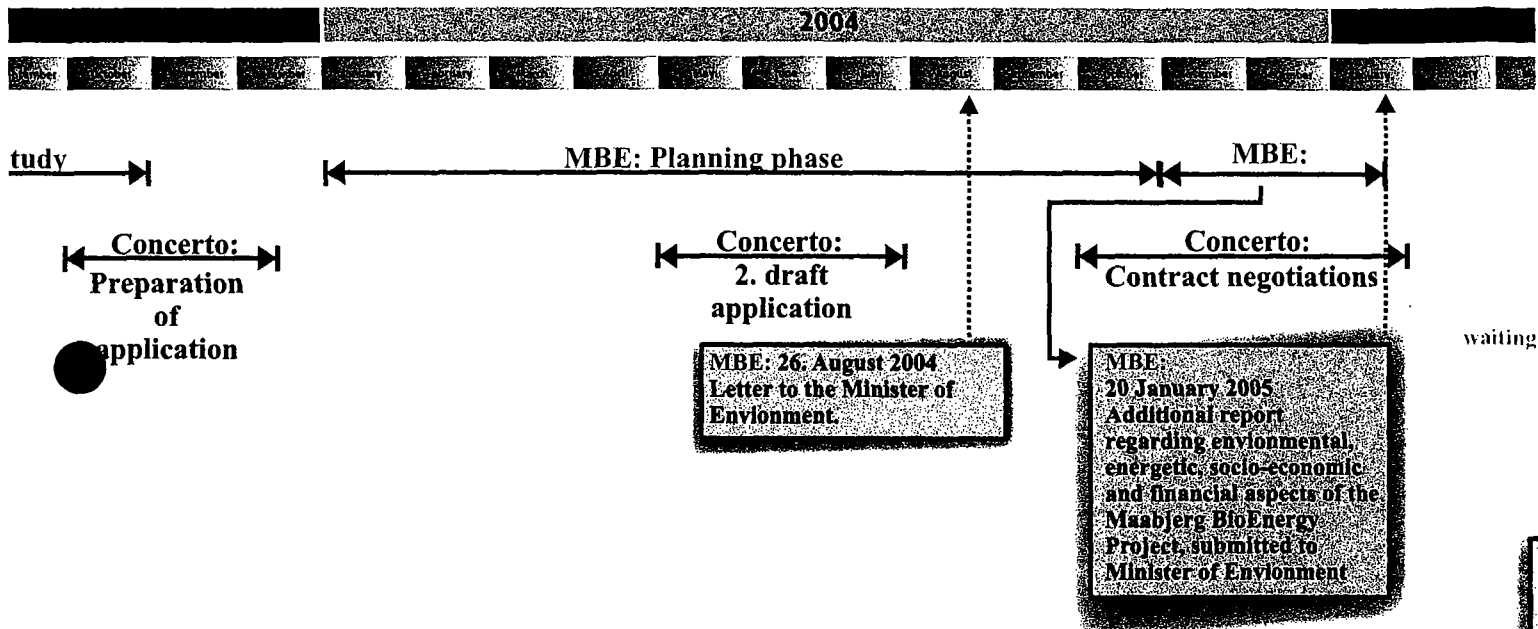 2004
tudy
MBE: Planning phase
MBE:
Concerto:
Preparation
of
application
Concerto:
2. draft
application
Concerto:
Contract negotiations
waiting
MBE: 26. August 2004
Letter to the Minister of
Envionment.
MBE:
20 January 2005
Additional report
regarding envionmental,
energetic, socio-economic
and financial aspects of the
Maabjerg BioEnergy
Project, submitted to
Minister of Envionment